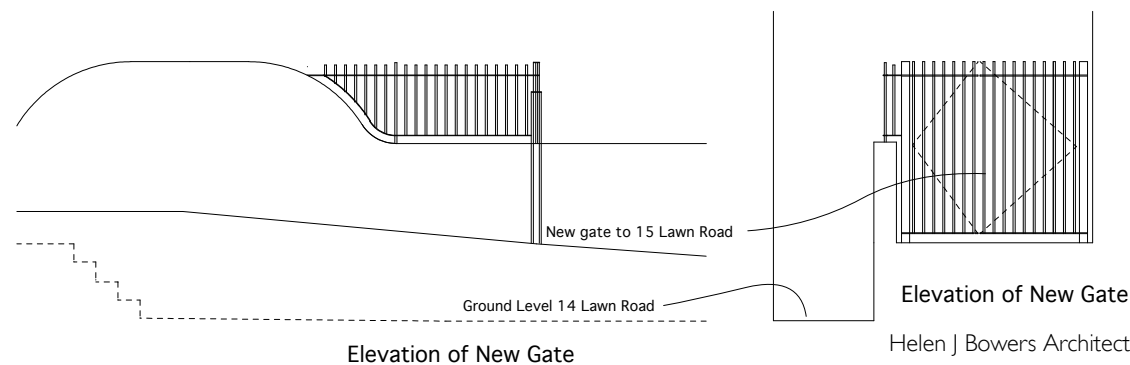 New gate to 15 Lawn Road
Ground Level 14 Lawn Road
Elevation of New Gate
Elevation of New Gate
Helen J Bowers Architect